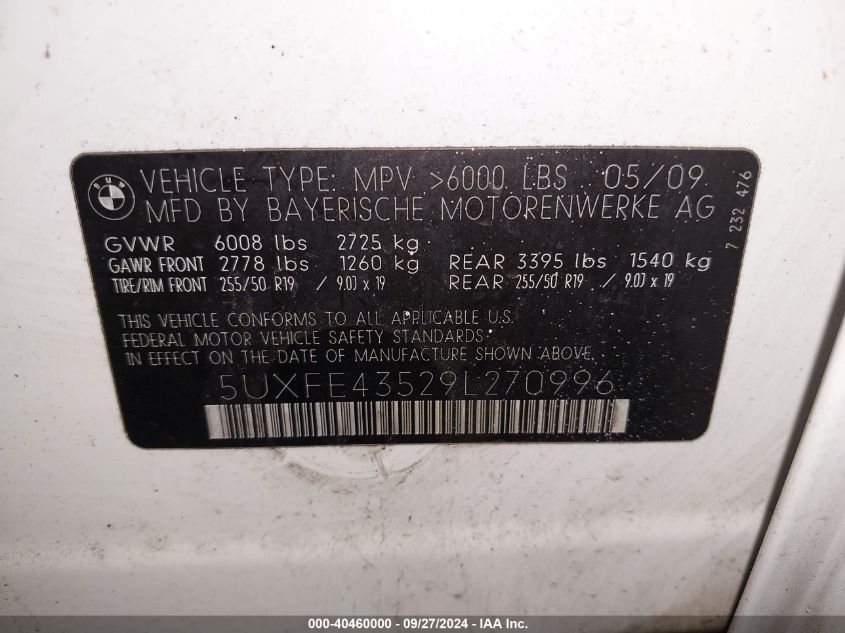 BMW
VEHICLE TYPE MPV >6000 LBS 05/09
MFD BY BAYERISCHE MOTORENWERKE AG
7 232 476
GVWR 6008 lbs 2725 kg
GAWR FRONT 2778 lbs 1260 kg REAR 3395 lbs 1540 kg
TIRE/RIM FRONT 255/50 R19 / 9.0J x 19 REAR 255/50 R19 / 9.0J x 19
THIS VEHICLE CONFORMS TO ALL APPLICABLE U.S.
FEDERAL MOTOR VEHICLE SAFETY STANDARDS
IN EFFECT ON THE DATE OF MANUFACTURE SHOWN ABOVE.
5UXFE43529L270996
000-40460000 - 09/27/2024 - IAA Inc.